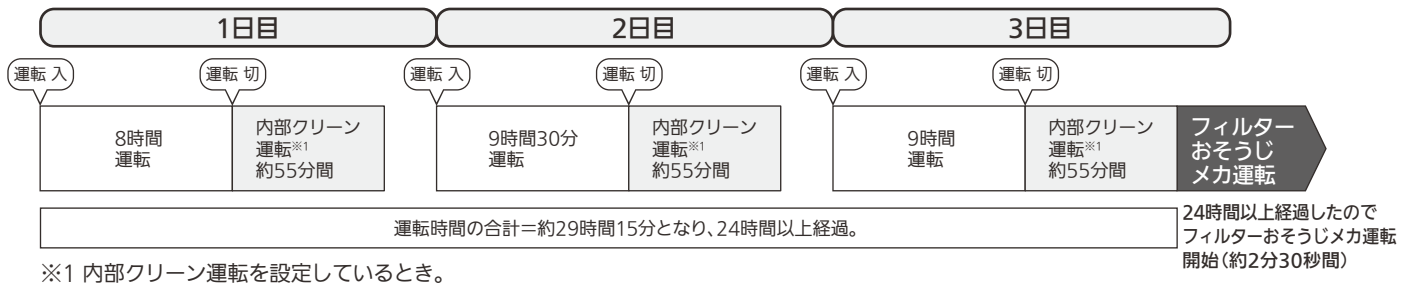 1日目
2日目
3日目
運転 入
運転 切
運転 入
運転 切
運転 入
運転 切
8時間
運転
内部クリーン
運転※1
約55分間
9時間30分
運転
内部クリーン
運転※1
約55分間
9時間
運転
内部クリーン
運転※1
約55分間
フィルター
おそうじ
メカ運転
運転時間の合計＝約29時間15分となり、24時間以上経過。
24時間以上経過したので
フィルターおそうじメカ運転
開始（約2分30秒間）
※1 内部クリーン運転を設定しているとき。